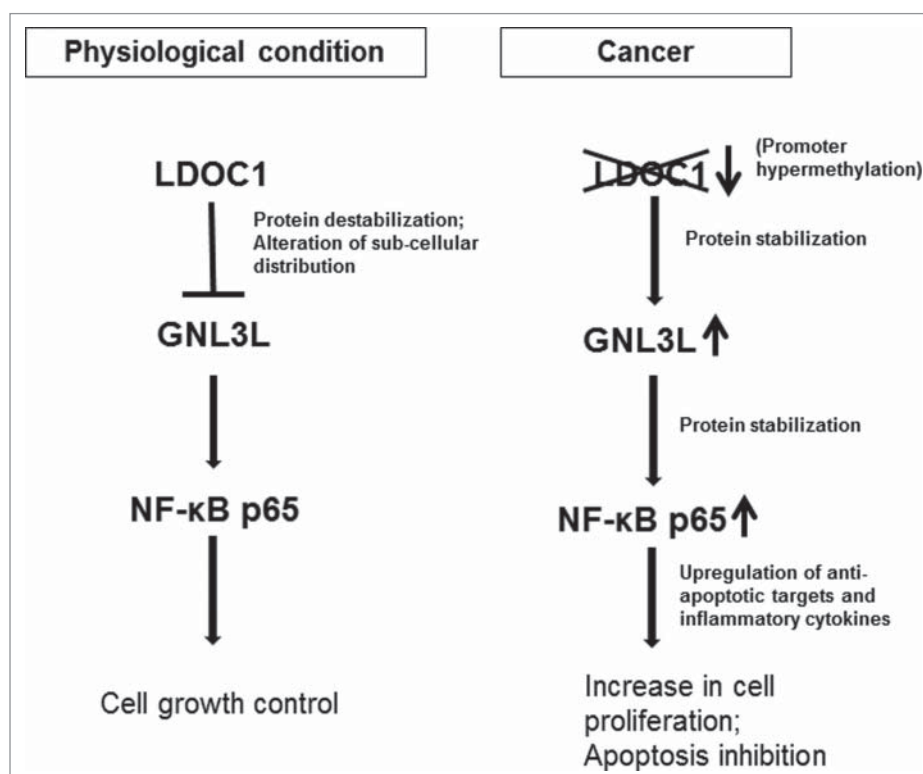 Physiological condition
LDOC1
Protein destabilization;
Alteration of sub-cellular
distribution
GNL3L
NF-κB p65
Cell growth control
Cancer
LDOC1
(Promoter
hypermethylation)
Protein stabilization
GNL3L
Protein stabilization
NF-κB p65
Upregulation of anti-
apoptotic targets and
inflammatory cytokines
Increase in cell
proliferation;
Apoptosis inhibition